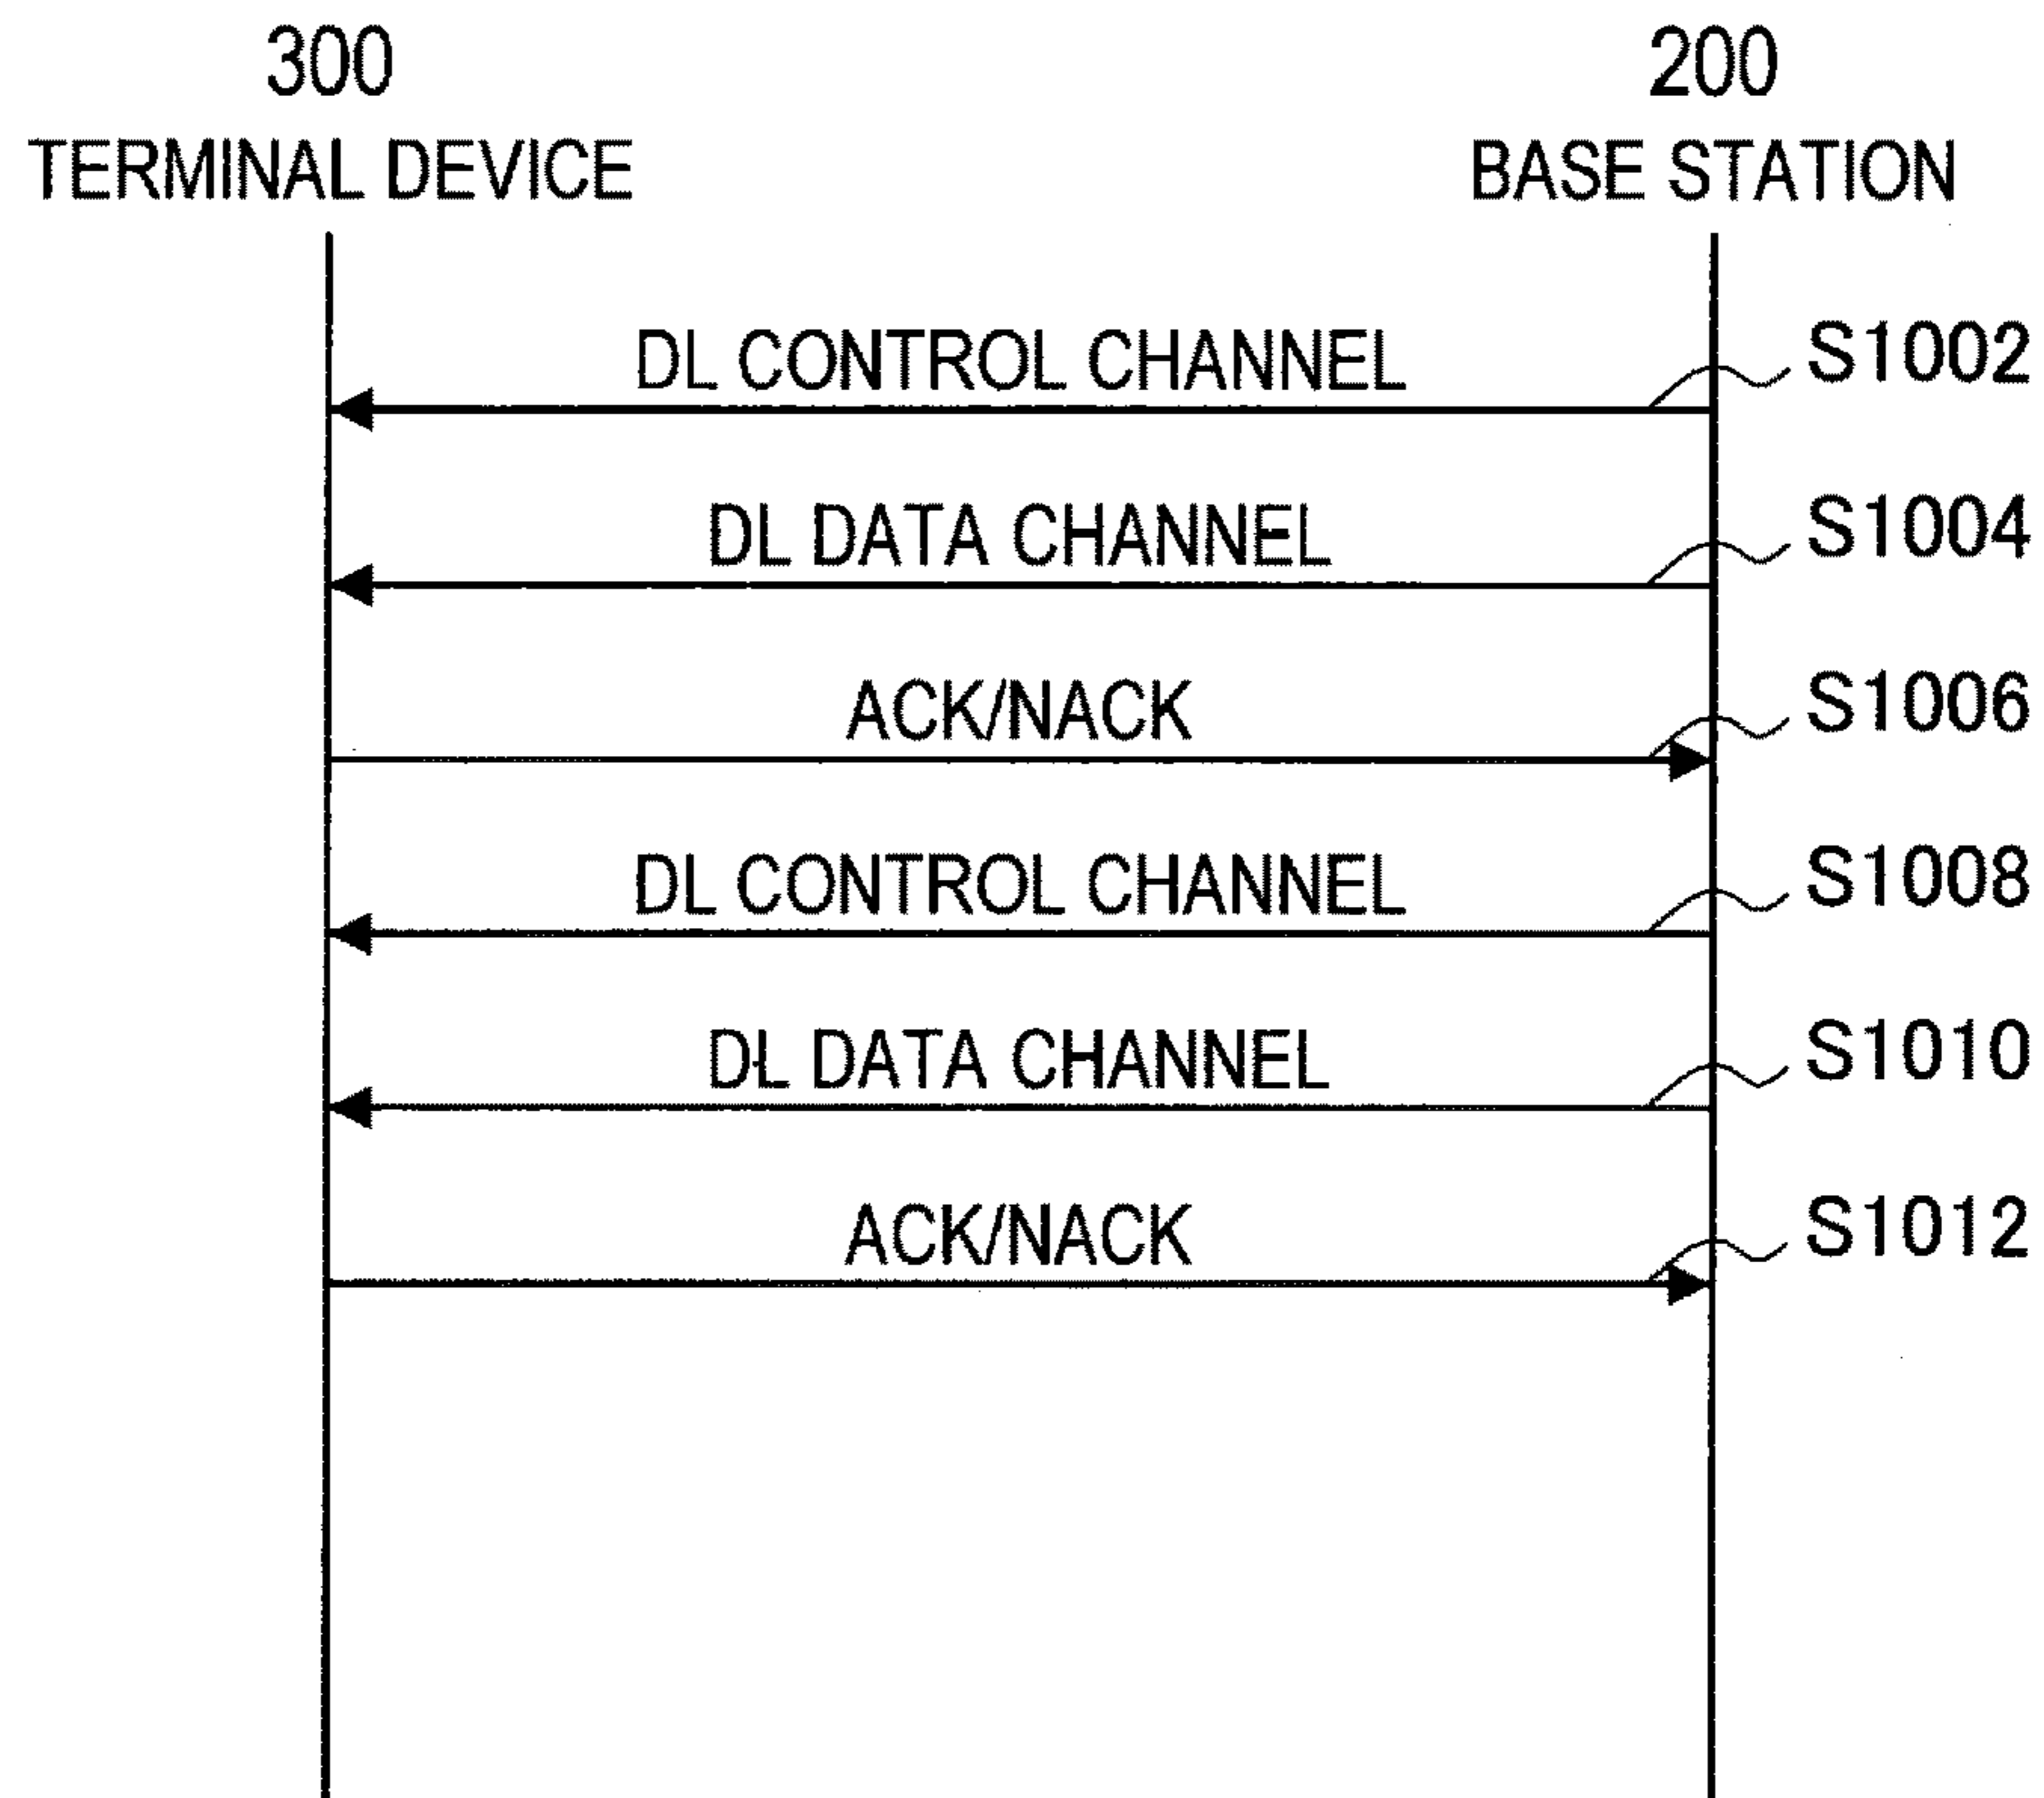 300
200
TERMINAL DEVICE
BASE STATION
DL CONTROL CHANNEL
S1002
DL DATA CHANNEL
S1004
ACK/NACK
S1006
DL CONTROL CHANNEL
S1008
DL DATA CHANNEL
S1010
ACK/NACK
S1012